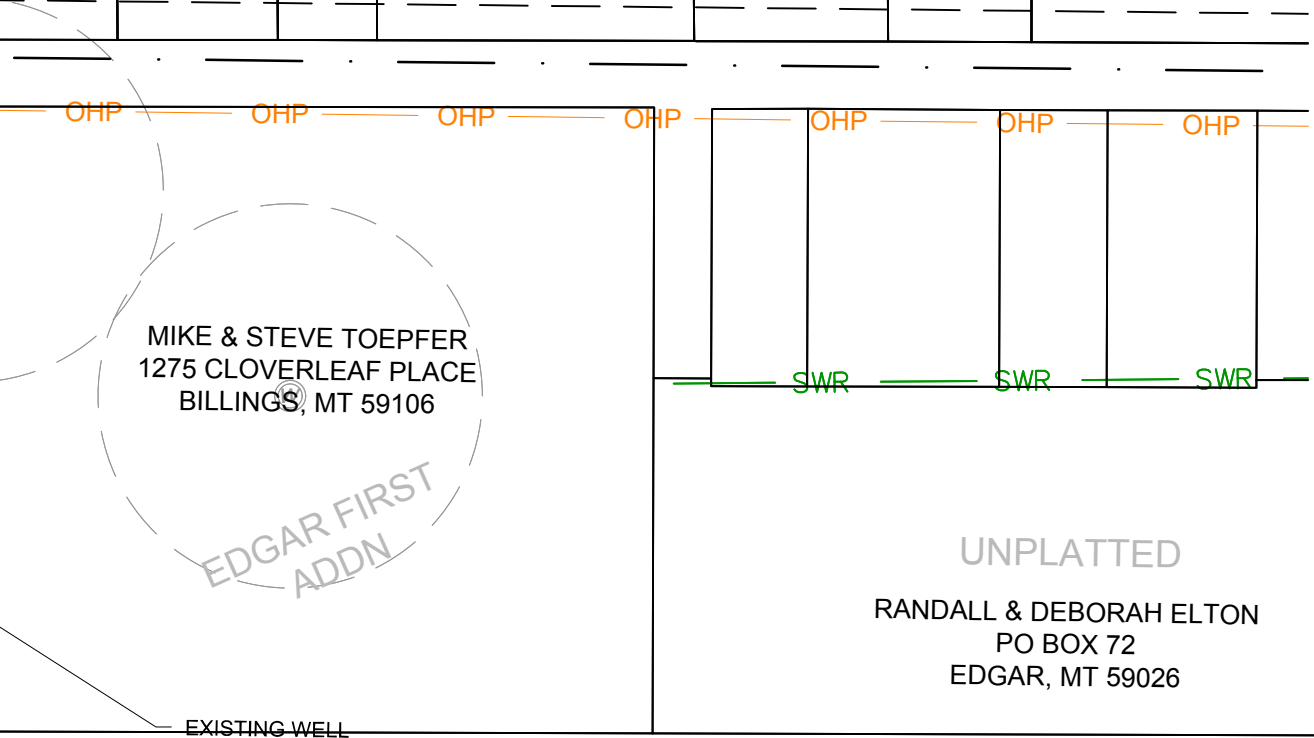 OHP OHP OHP OHP OHP OHP OHP
MIKE & STEVE TOEPFER
1275 CLOVERLEAF PLACE
BILLINGS, MT 59106
W
SWR SWR SWR
EDGAR FIRST
ADDN
UNPLATTED
RANDALL & DEBORAH ELTON
PO BOX 72
EDGAR, MT 59026
EXISTING WELL